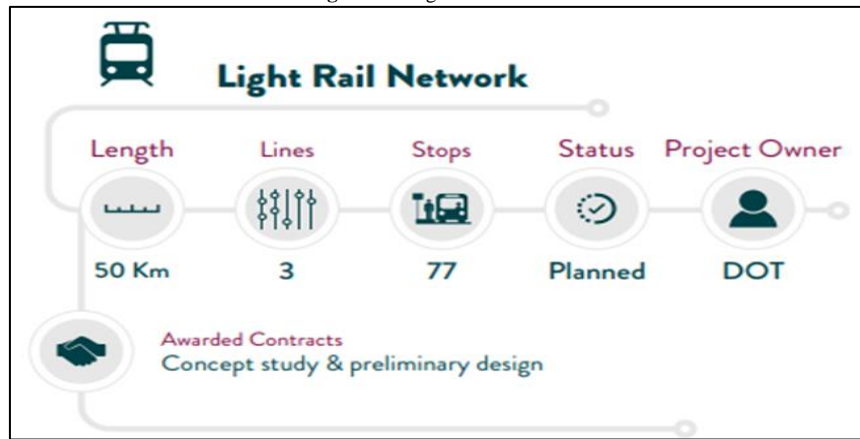 Light Rail Network
Length Lines Stops Status Project Owner
50 Km 3 77 Planned DOT
Awarded Contracts
Concept study & preliminary design